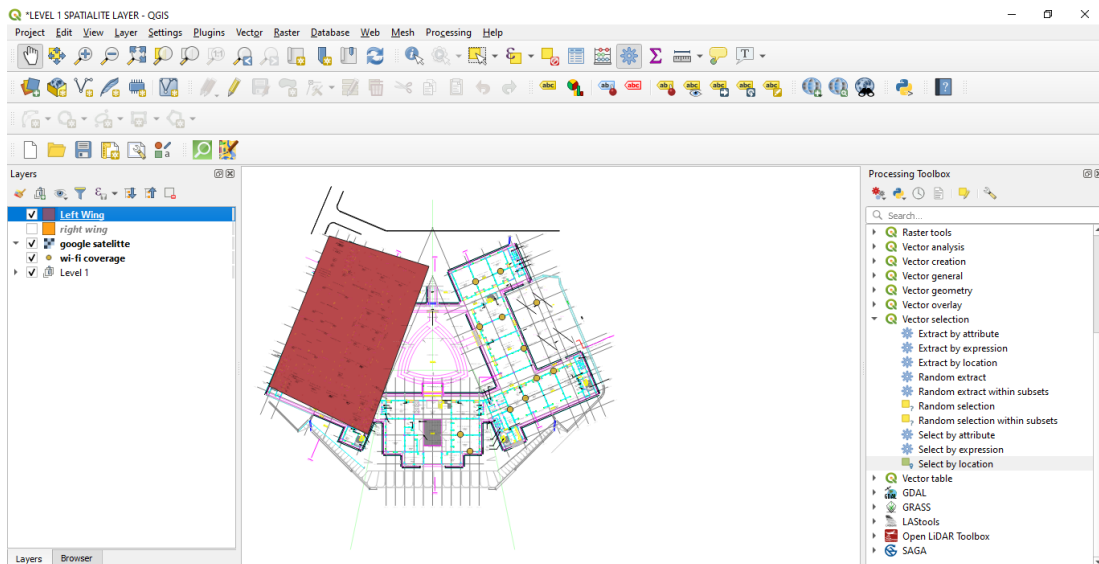 *LEVEL 1 SPATIALITE LAYER - QGIS
Project Edit View Layer Settings Plugins Vector Raster Database Web Mesh Processing Help
Layers
Left Wing
right wing
google satelitte
wi-fi coverage
Level 1
Layers Browser
Processing Toolbox
Search...
Raster tools
Vector analysis
Vector creation
Vector general
Vector geometry
Vector overlay
Vector selection
Extract by attribute
Extract by expression
Extract by location
Random extract
Random extract within subsets
Random selection
Random selection within subsets
Select by attribute
Select by expression
Select by location
Vector table
GDAL
GRASS
LAStools
Open LiDAR Toolbox
SAGA